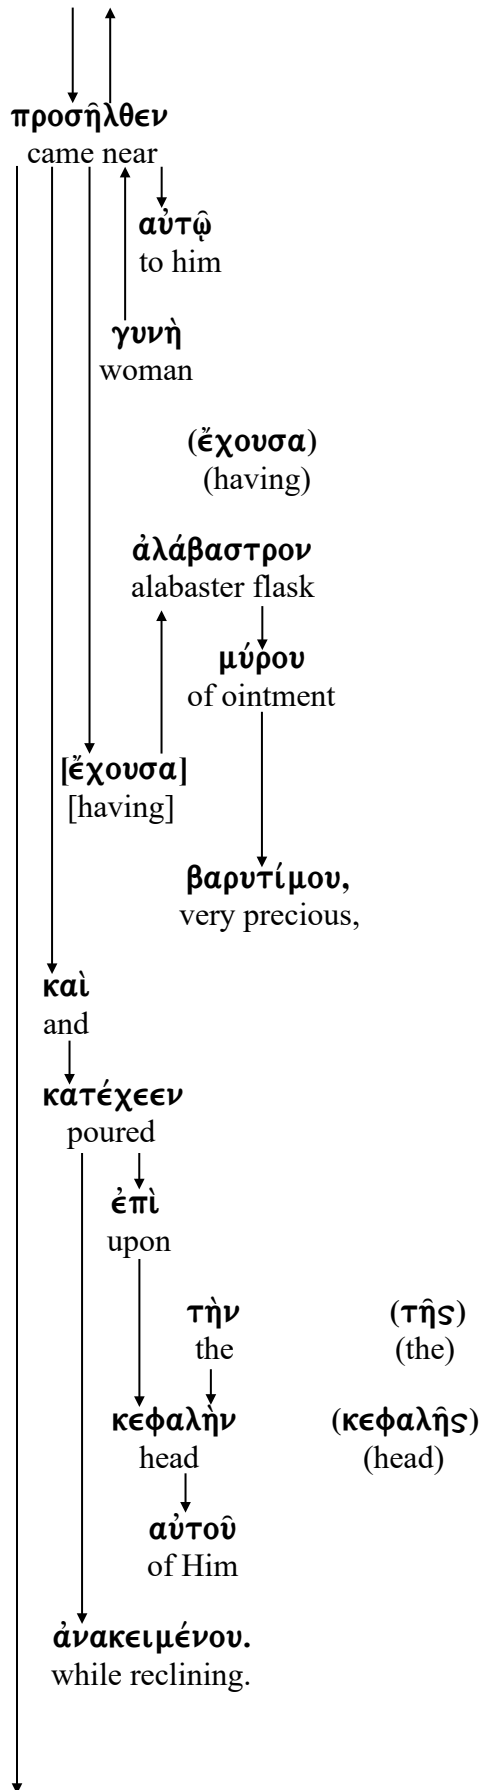 προσῆλθεν
came near
αὐτῷ
to him
γυνὴ
woman
(ἔχουσα)
(having)
ἀλάβαστρον
alabaster flask
μύρου
of ointment
[ἔχουσα]
[having]
βαρυτίμου,
very precious,
καὶ
and
κατέχεεν
poured
ἐπὶ
upon
τὴν (τῆς)
the (the)
κεφαλὴν (κεφαλῆς)
head (head)
αὐτοῦ
of Him
ἀνακειμένου.
while reclining.